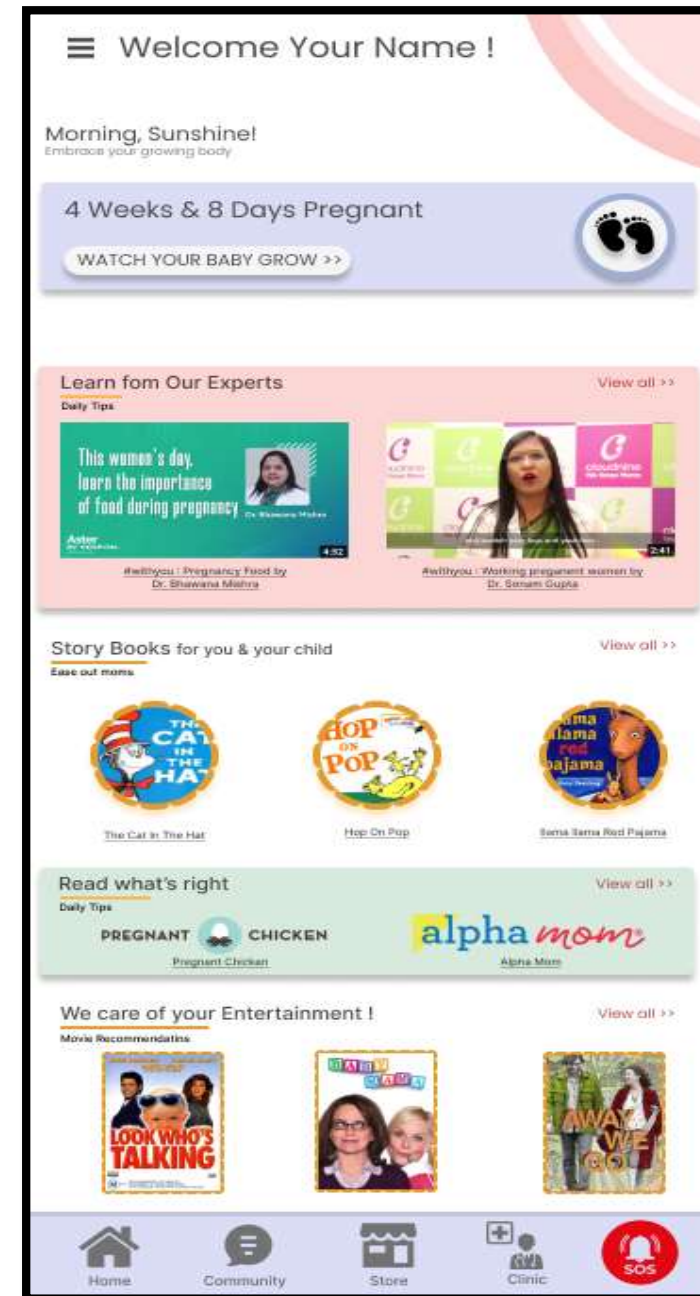 Welcome Your Name !
Morning, Sunshine!
Embrace your growing body
4 Weeks & 8 Days Pregnant
WATCH YOUR BABY GROW >>
Learn fom Our Experts
View all >>
Daily Tips
This women's day,
learn the importance
of food during pregnancy
Dr. Bhawana Mishra
Aster
4:52
cloudnine
2:41
#withyou : Pregnancy Food by
Dr. Bhawana Mishra
#withyou : Working preganent women by
Dr. Sonam Gupta
Story Books for you & your child
View all >>
Ease out moms
THE
CAT
IN
THE
HAT
HOP
ON
POP
llama
red
pajama
The Cat In The Hat
Hop On Pop
llama llama Red Pajama
Read what's right
View all >>
Daily Tips
PREGNANT CHICKEN
alpha mom
Pregnant Chicken
Alpha Mom
We care of your Entertainment !
View all >>
Movie Recommendatins
LOOK WHO'S
TALKING
BABY
MAMA
AWAY
WE
GO
Home
Community
Store
Clinic
SOS